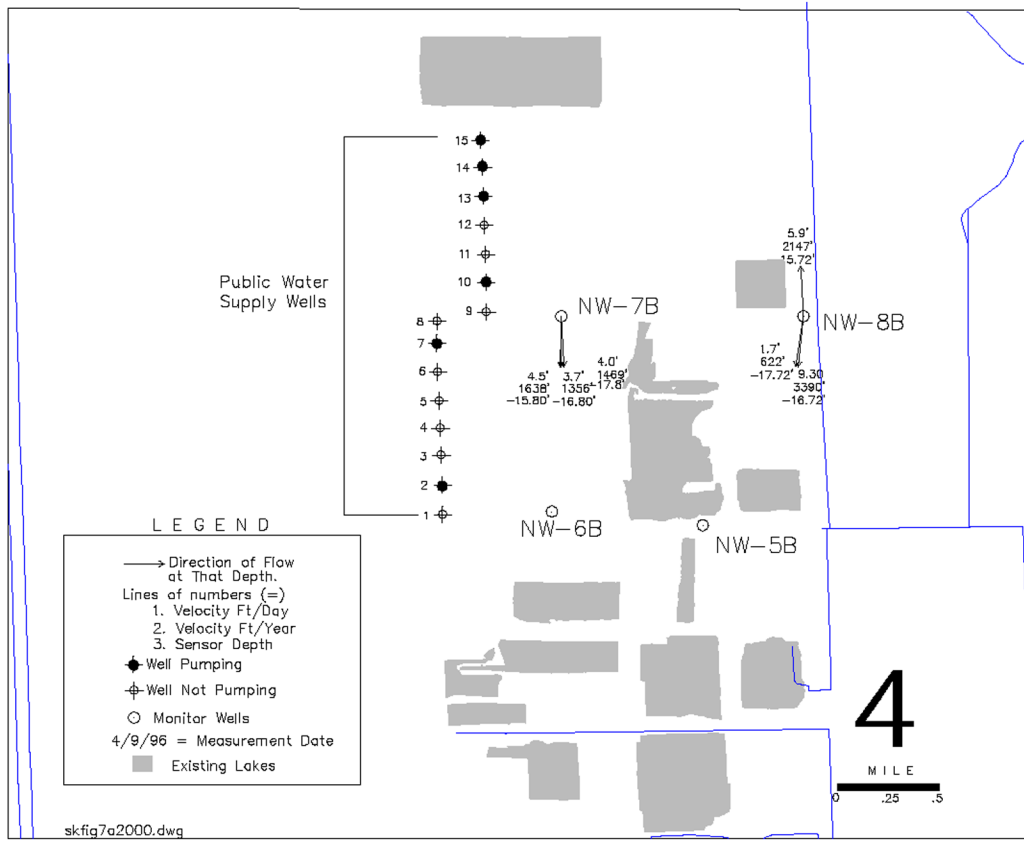 15
14
13
12
11
10
9
8
7
6
5
4
3
2
1
Public Water
Supply Wells
NW-7B
4.5'
1638'
-15.80'
3.7'
1356'
-16.80'
4.0'
1469'
-17.8'
5.9'
2147'
15.72'
NW-8B
1.7'
622'
-17.72'
9.30
3390'
-16.72'
NW-6B
NW-5B
LEGEND
Direction of Flow
at That Depth.
Lines of numbers (=)
1. Velocity Ft/Day
2. Velocity Ft/Year
3. Sensor Depth
Well Pumping
Well Not Pumping
Monitor Wells
4/9/96 = Measurement Date
Existing Lakes
4
MILE
0 .25 .5
skfig7a2000.dwg